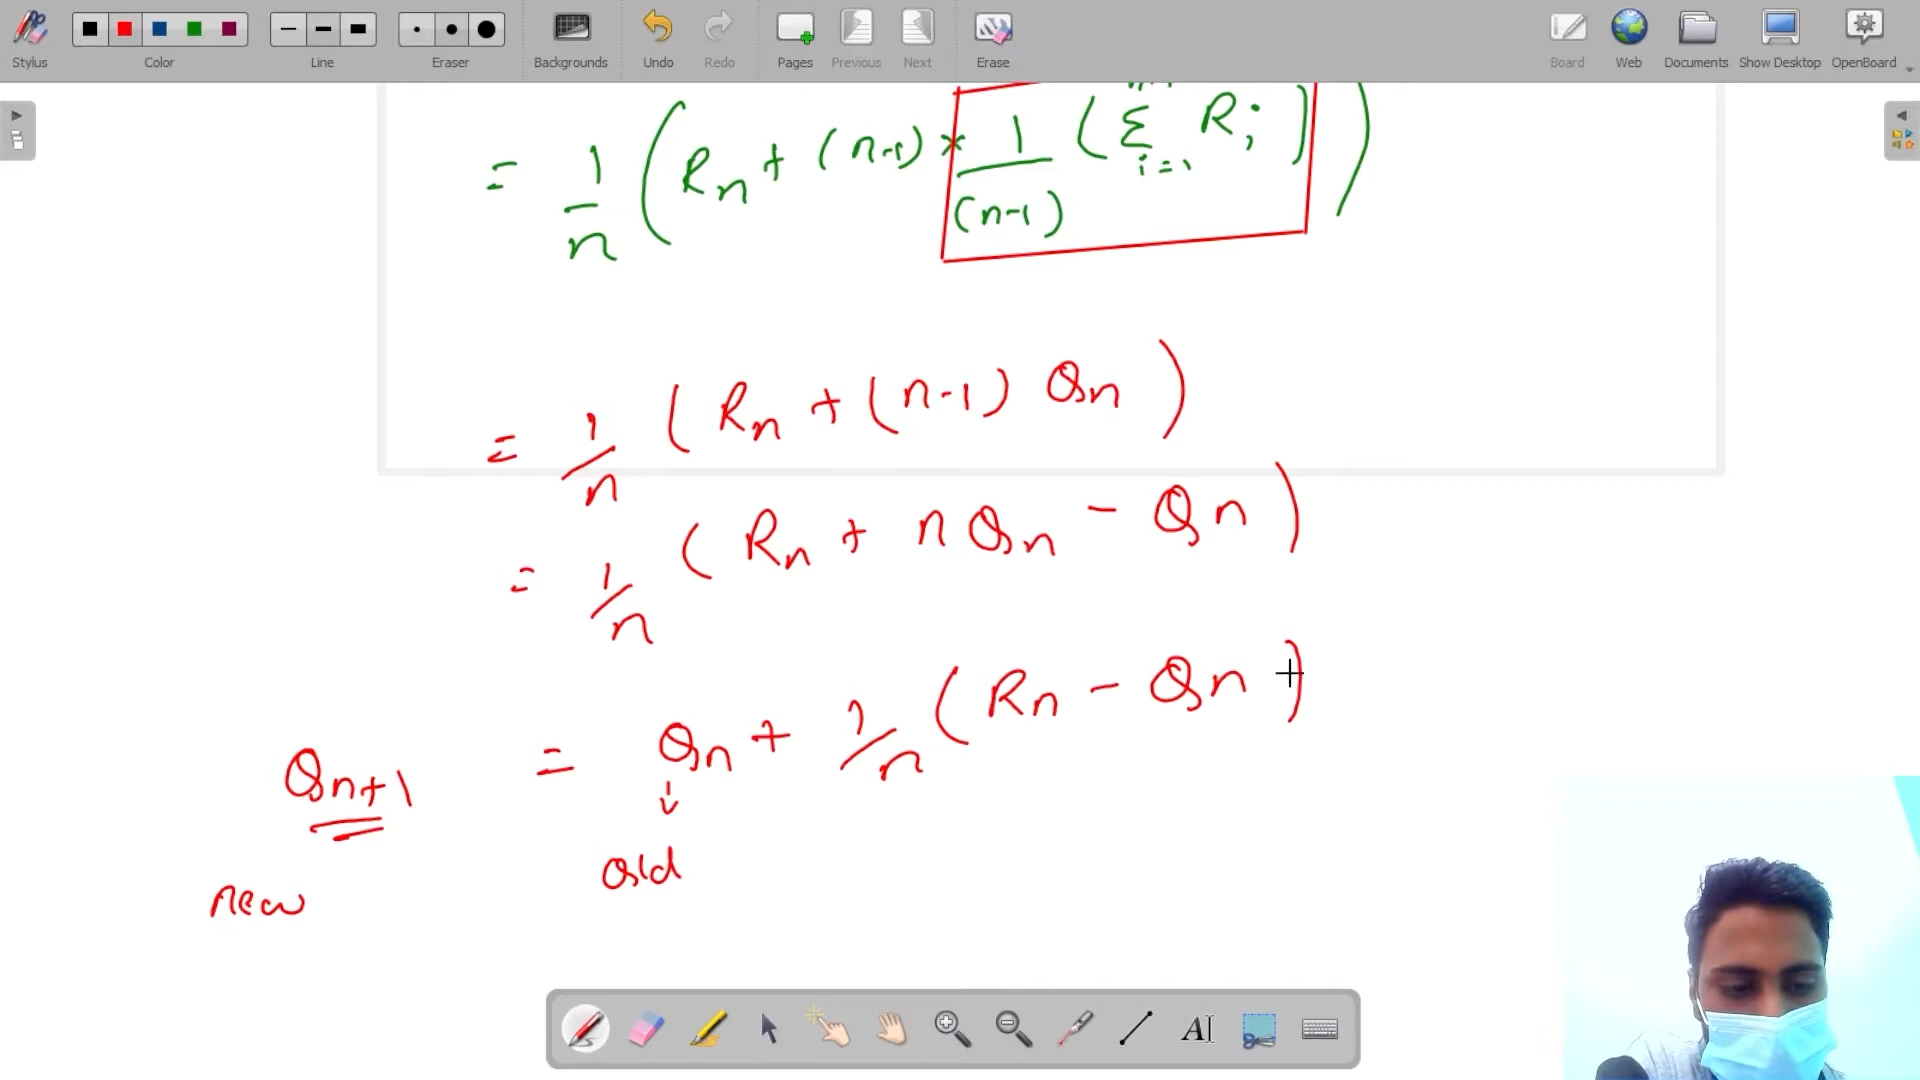 Stylus Color Line Eraser Backgrounds Undo Redo Pages Previous Next Erase Board Web Documents Show Desktop OpenBoard
= 1/n ( Rn + (n-1) × 1/(n-1) ( Σ i=1 Ri ) )
= 1/n ( Rn + (n-1) Qn )
= 1/n ( Rn + n Qn - Qn )
Qn+1 = Qn + 1/n ( Rn - Qn )
new old